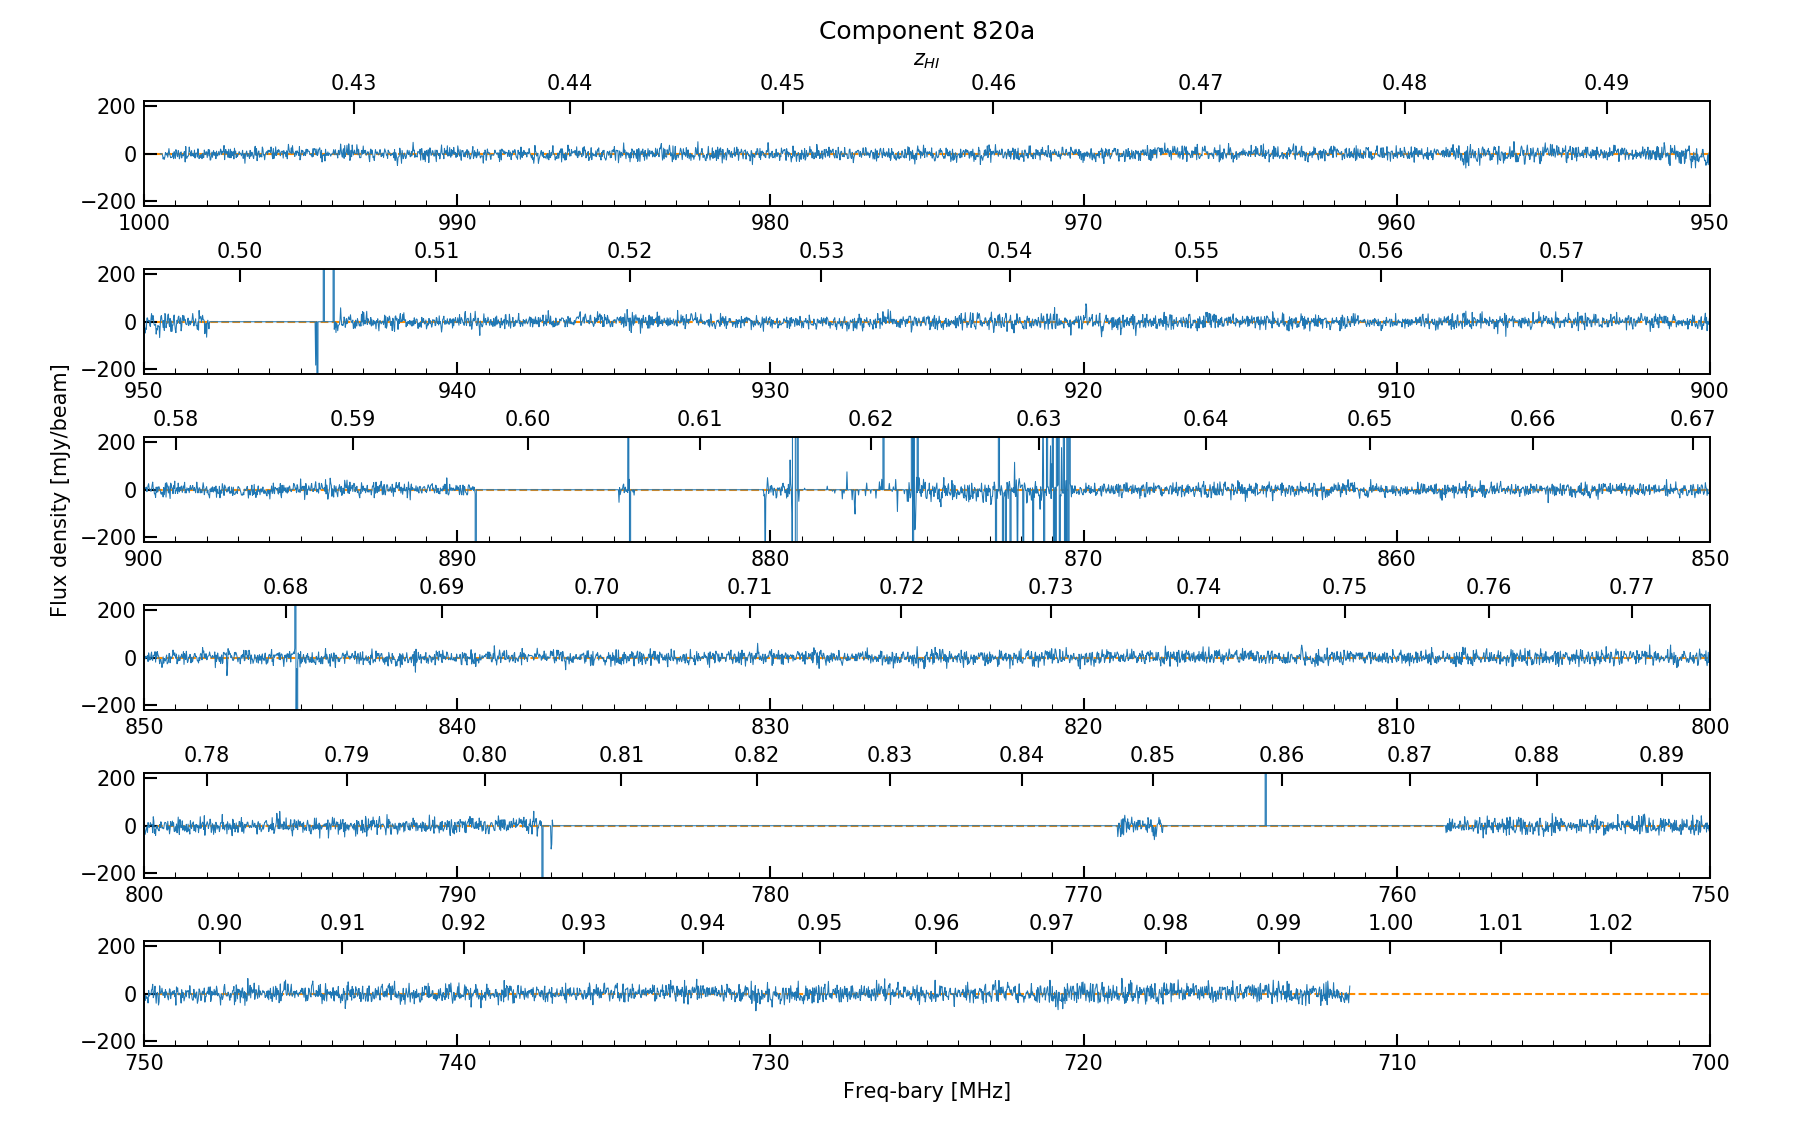 Component 820a
z_HI
0.43 0.44 0.45 0.46 0.47 0.48 0.49
200
0
−200
1000 990 980 970 960 950
0.50 0.51 0.52 0.53 0.54 0.55 0.56 0.57
200
0
−200
950 940 930 920 910 900
0.58 0.59 0.60 0.61 0.62 0.63 0.64 0.65 0.66 0.67
200
0
−200
900 890 880 870 860 850
Flux density [mJy/beam]
0.68 0.69 0.70 0.71 0.72 0.73 0.74 0.75 0.76 0.77
200
0
−200
850 840 830 820 810 800
0.78 0.79 0.80 0.81 0.82 0.83 0.84 0.85 0.86 0.87 0.88 0.89
200
0
−200
800 790 780 770 760 750
0.90 0.91 0.92 0.93 0.94 0.95 0.96 0.97 0.98 0.99 1.00 1.01 1.02
200
0
−200
750 740 730 720 710 700
Freq-bary [MHz]